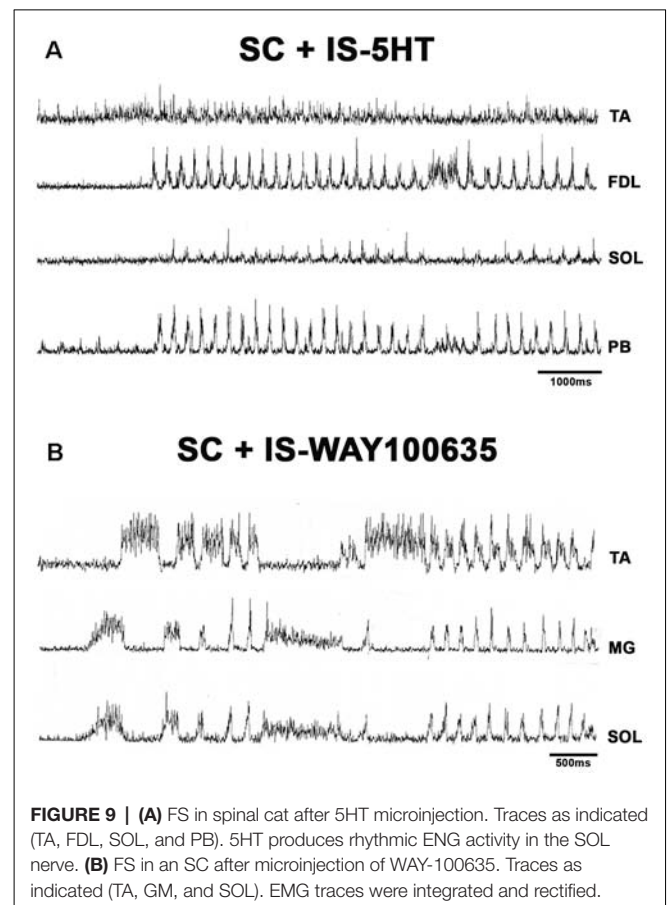 A
SC + IS-5HT
TA
FDL
SOL
PB
1000ms
B
SC + IS-WAY100635
TA
MG
SOL
500ms
FIGURE 9 | (A) FS in spinal cat after 5HT microinjection. Traces as indicated
(TA, FDL, SOL, and PB). 5HT produces rhythmic ENG activity in the SOL
nerve. (B) FS in an SC after microinjection of WAY-100635. Traces as
indicated (TA, GM, and SOL). EMG traces were integrated and rectified.